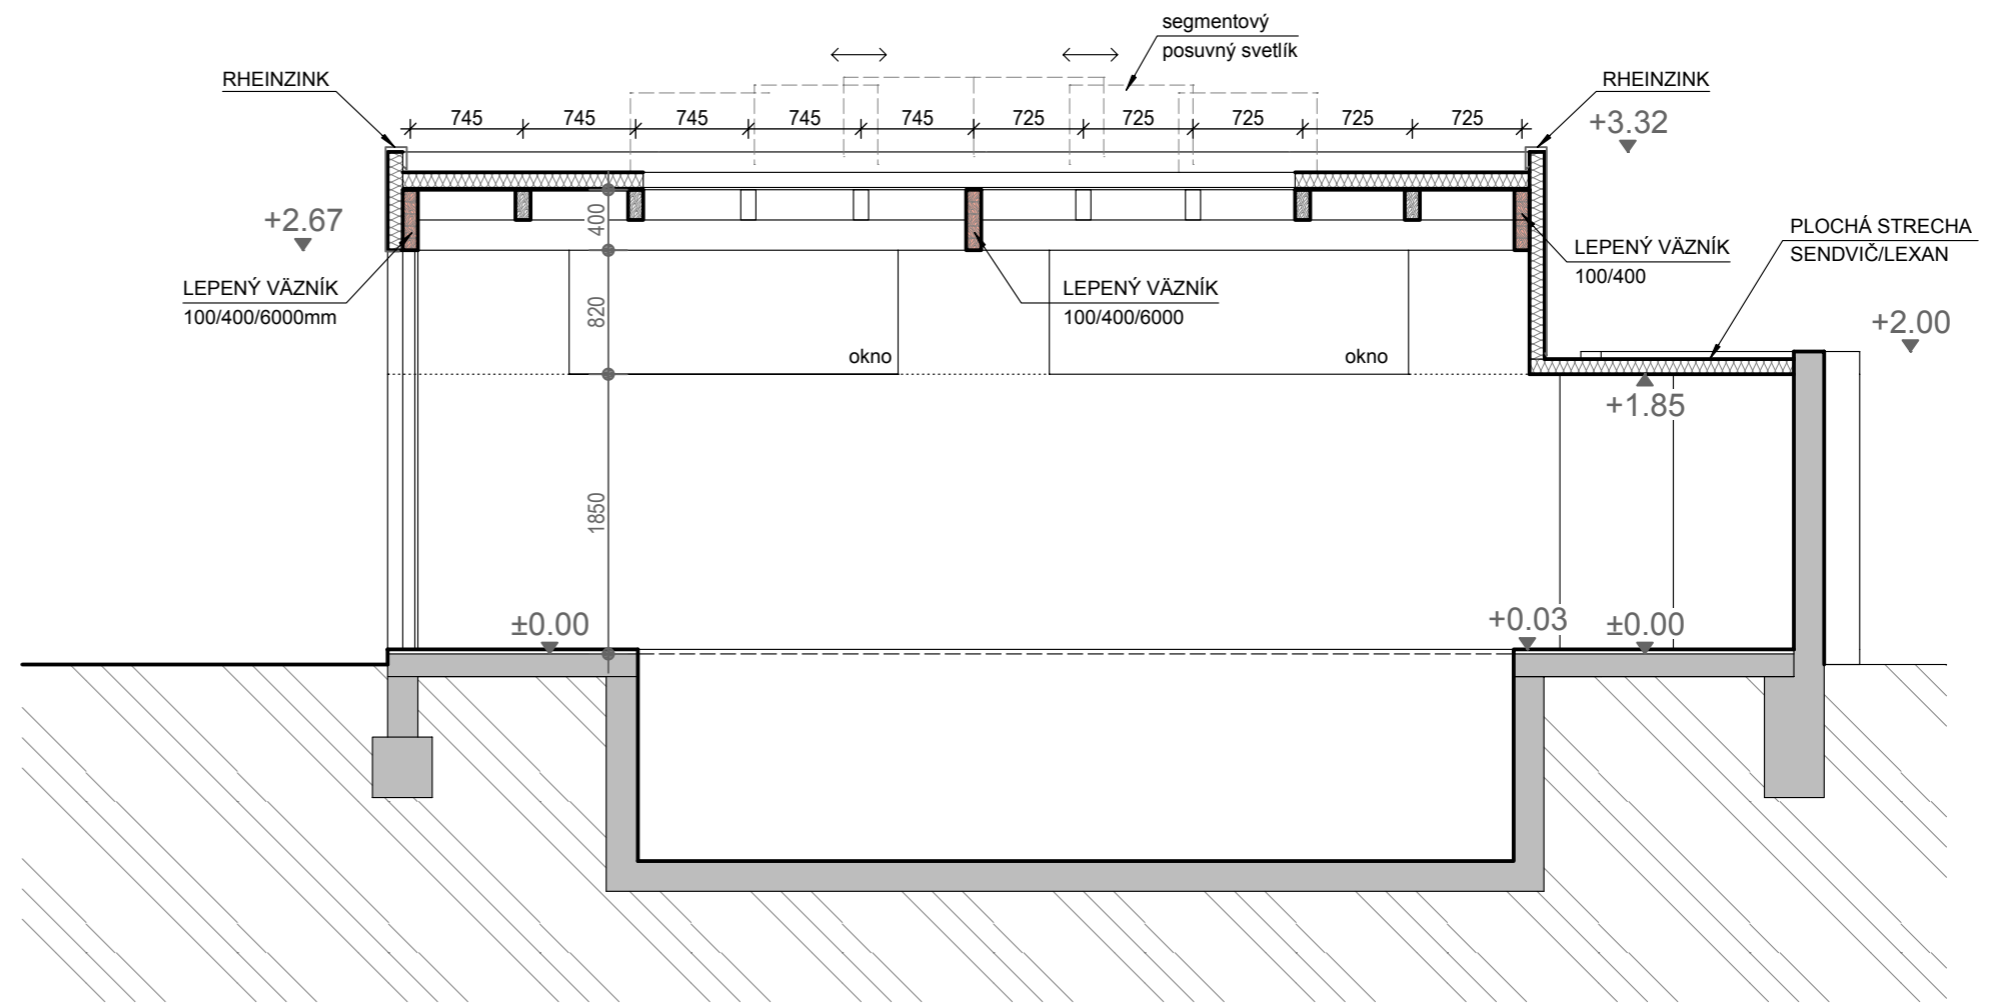 segmentový
posuvný svetlík
RHEINZINK
RHEINZINK
745 745 745 745 745 725 725 725 725 725
+3.32
+2.67
400
PLOCHÁ STRECHA
SENDVIČ/LEXAN
LEPENÝ VÄZNÍK
100/400
LEPENÝ VÄZNÍK
100/400/6000mm
LEPENÝ VÄZNÍK
100/400/6000
820
+2.00
okno
okno
+1.85
1850
±0.00
+0.03
±0.00